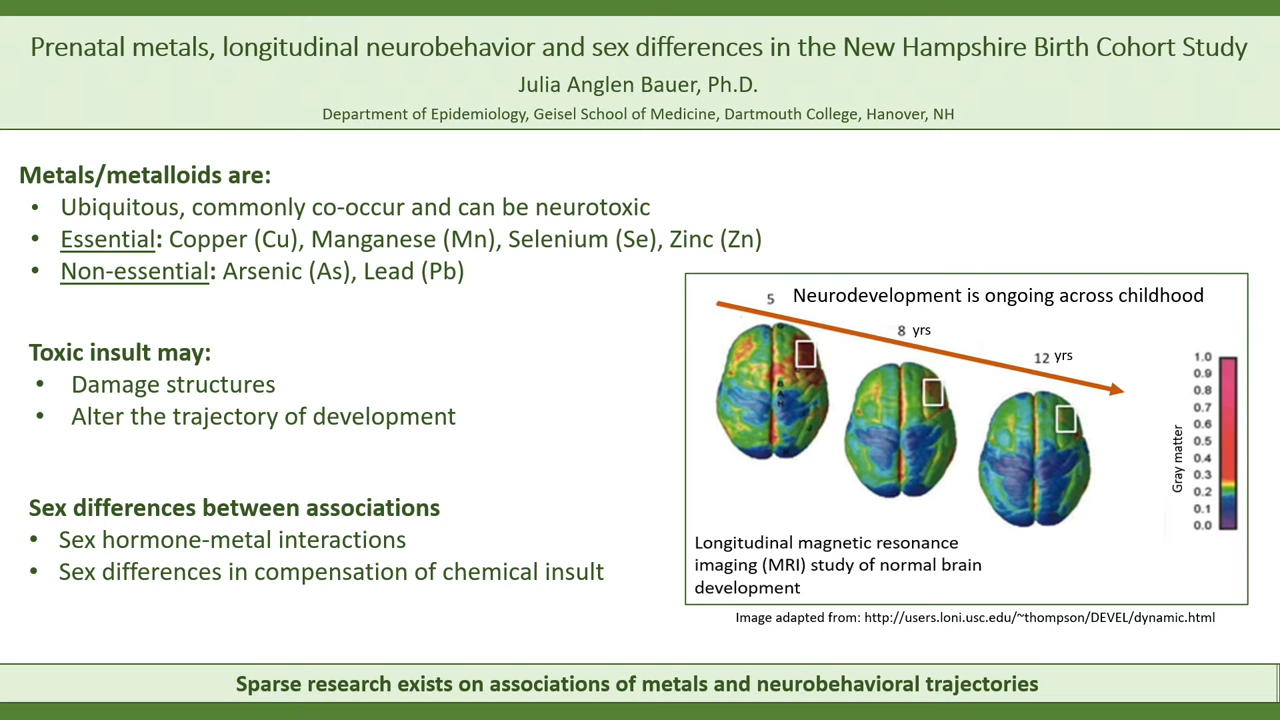 Prenatal metals, longitudinal neurobehavior and sex differences in the New Hampshire Birth Cohort Study
Julia Anglen Bauer, Ph.D.
Department of Epidemiology, Geisel School of Medicine, Dartmouth College, Hanover, NH
Metals/metalloids are:
• Ubiquitous, commonly co-occur and can be neurotoxic
• Essential: Copper (Cu), Manganese (Mn), Selenium (Se), Zinc (Zn)
• Non-essential: Arsenic (As), Lead (Pb)
Toxic insult may:
• Damage structures
• Alter the trajectory of development
Sex differences between associations
• Sex hormone-metal interactions
• Sex differences in compensation of chemical insult
Neurodevelopment is ongoing across childhood
5
8 yrs
12 yrs
Gray matter
1.0
0.9
0.8
0.7
0.6
0.5
0.4
0.3
0.2
0.1
0.0
Longitudinal magnetic resonance
imaging (MRI) study of normal brain
development
Image adapted from: http://users.loni.usc.edu/~thompson/DEVEL/dynamic.html
Sparse research exists on associations of metals and neurobehavioral trajectories